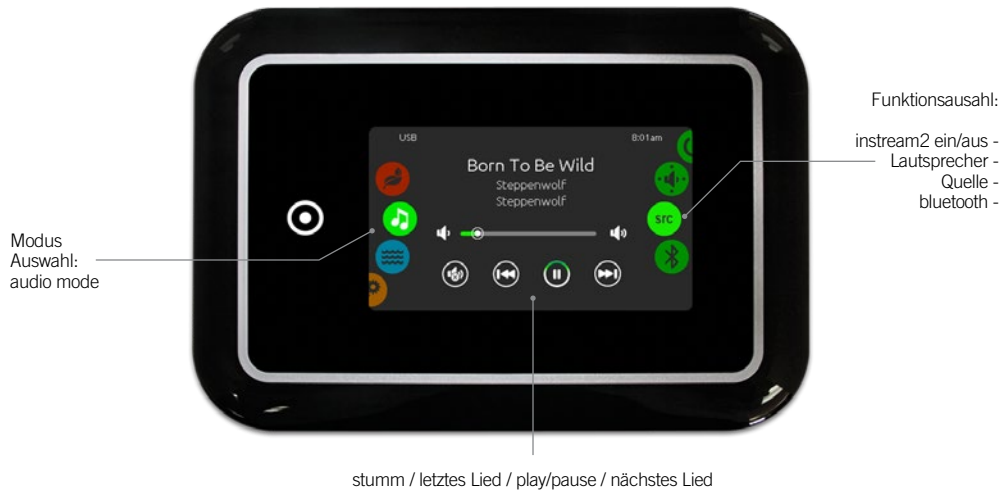 Funktionsausahl:
instream2 ein/aus -
Lautsprecher -
Quelle -
bluetooth -
USB
8:01am
Born To Be Wild
Steppenwolf
Steppenwolf
src
Modus
Auswahl:
audio mode
stumm / letztes Lied / play/pause / nächstes Lied